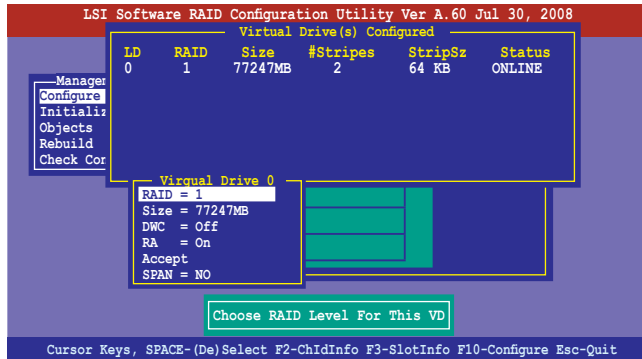 LSI Software RAID Configuration Utility Ver A.60 Jul 30, 2008
Virtual Drive(s) Configured
LD RAID Size #Stripes StripSz Status
0 1 77247MB 2 64 KB ONLINE
Managem
Configure
Initializ
Objects
Rebuild
Check Con
Virgual Drive 0
RAID = 1
Size = 77247MB
DWC = Off
RA = On
Accept
SPAN = NO
Choose RAID Level For This VD
Cursor Keys, SPACE-(De)Select F2-ChIdInfo F3-SlotInfo F10-Configure Esc-Quit